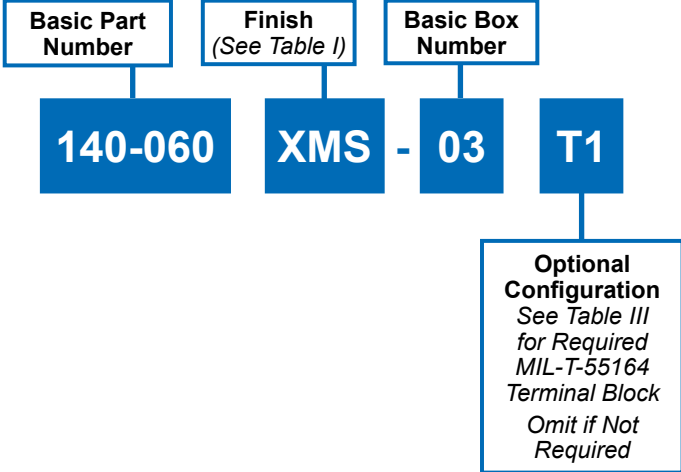 Basic Part
Number
Finish
(See Table I)
Basic Box
Number
140-060
XMS
-
03
T1
Optional
Configuration
See Table III
for Required
MIL-T-55164
Terminal Block
Omit if Not
Required